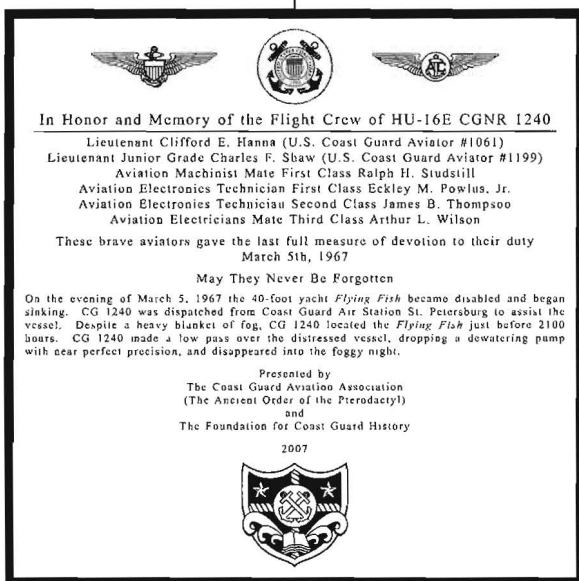 In Honor and Memory of the Flight Crew of HU-16E CGNR 1240
Lieutenant Clifford E. Hanna (U.S. Coast Guard Aviator #1061)
Lieutenant Junior Grade Charles F. Shaw (U.S. Coast Guard Aviator #1199)
Aviation Machinist Mate First Class Ralph H. Studstill
Aviation Electronics Technician First Class Eckley M. Powlus, Jr.
Aviation Electronics Technician Second Class James B. Thompson
Aviation Electricians Mate Third Class Arthur L. Wilson
These brave aviators gave the last full measure of devotion to their duty
March 5th, 1967
May They Never Be Forgotten
On the evening of March 5, 1967 the 40-foot yacht Flying Fish became disabled and began
sinking. CG 1240 was dispatched from Coast Guard Air Station St. Petersburg to assist the
vessel. Despite a heavy blanket of fog, CG 1240 located the Flying Fish just before 2100
hours. CG 1240 made a low pass over the distressed vessel, dropping a dewatering pump
with near perfect precision, and disappeared into the foggy night.
Presented by
The Coast Guard Aviation Association
(The Ancient Order of the Pterodactyl)
and
The Foundation for Coast Guard History
2007